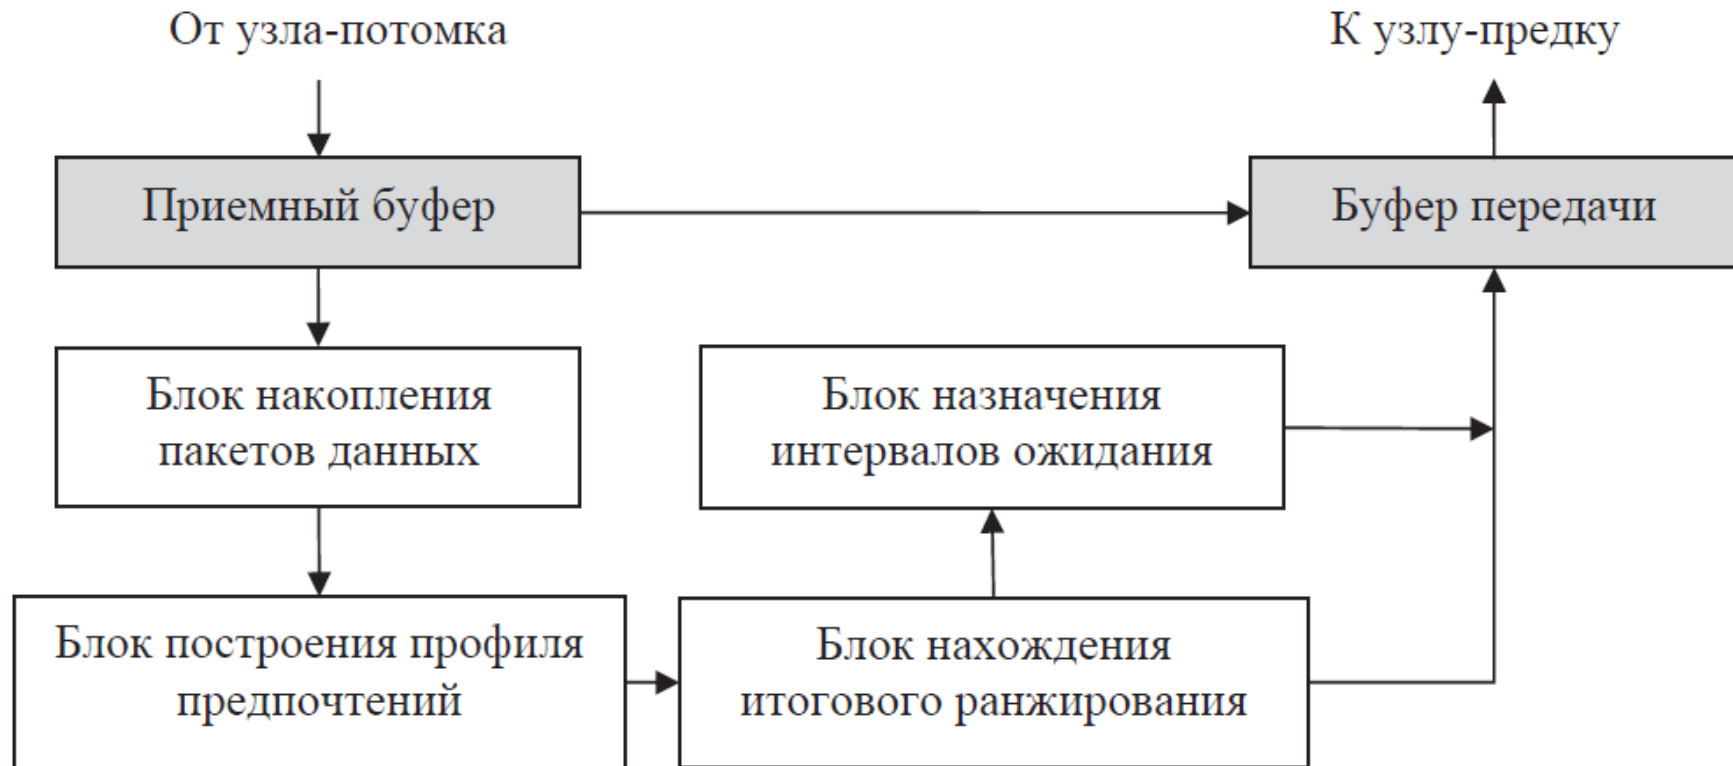 От узла-потомка
К узлу-предку
Приемный буфер
Буфер передачи
Блок накопления
пакетов данных
Блок назначения
интервалов ожидания
Блок построения профиля
предпочтений
Блок нахождения
итогового ранжирования